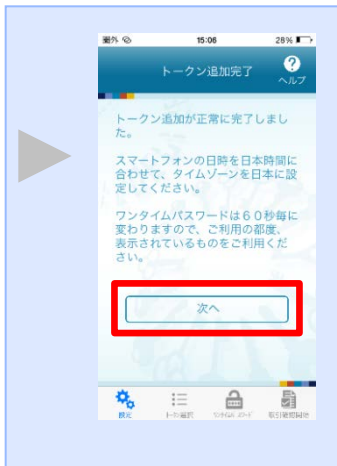 圏外
15:06
28%
トークン追加完了
?
ヘルプ
トークン追加が正常に完了しまし
た。
スマートフォンの日時を日本時間に
合わせて、タイムゾーンを日本に設
定してください。
ワンタイムパスワードは６０秒毎に
変わりますので、ご利用の都度、
表示されているものをご利用くだ
さい。
次へ
設定
トークン選択
ワンタイムパスワード